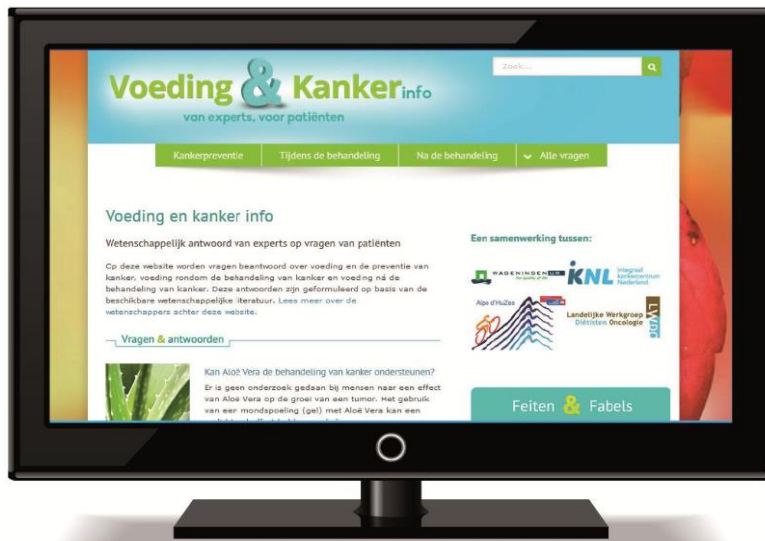 Voeding & Kanker info
van experts, voor patiënten
Zoek...
Kankerpreventie
Tijdens de behandeling
Na de behandeling
Alle vragen
Voeding en kanker info
Wetenschappelijk antwoord van experts op vragen van patiënten
Op deze website worden vragen beantwoord over voeding en de preventie van
kanker, voeding rondom de behandeling van kanker en voeding ná de
behandeling van kanker. Deze antwoorden zijn geformuleerd op basis van de
beschikbare wetenschappelijke literatuur. Lees meer over de
wetenschappers achter deze website.
Vragen & antwoorden
Kan Aloë Vera de behandeling van kanker ondersteunen?
Er is geen onderzoek gedaan bij mensen naar een effect
van Aloë Vera op de groei van een tumor. Het gebruik
van een mondspoeling (gel) met Aloë Vera kan een
Een samenwerking tussen:
WAGENINGEN UR
For quality of life
iKNL
Integraal
kankercentrum
Nederland
Alpe d'HuZes
Landelijke Werkgroep
Diëtisten Oncologie
LWDO
Feiten & Fabels